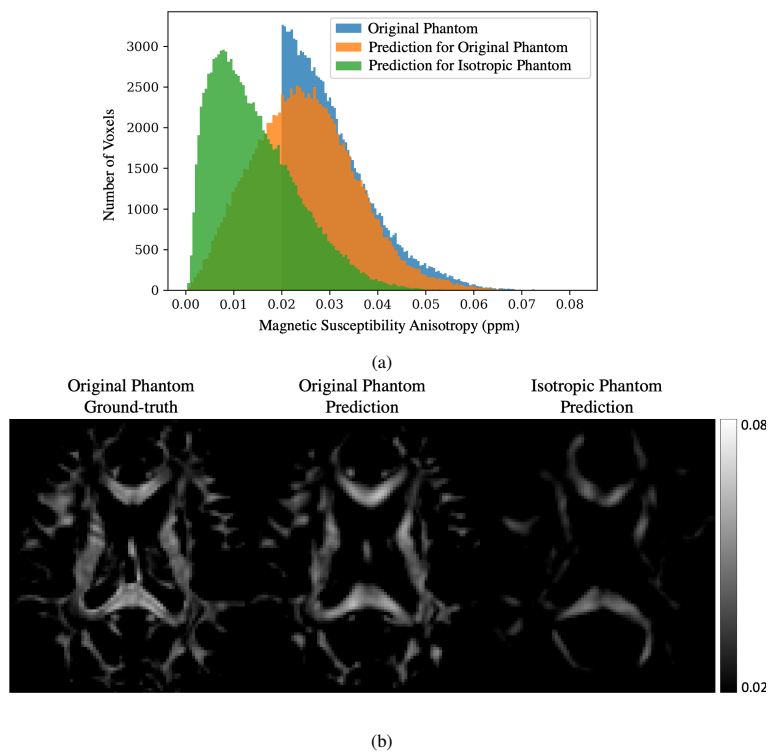 Original Phantom
Prediction for Original Phantom
Prediction for Isotropic Phantom
Number of Voxels
3000
2500
2000
1500
1000
500
0
0.00 0.01 0.02 0.03 0.04 0.05 0.06 0.07 0.08
Magnetic Susceptibility Anisotropy (ppm)
(a)
Original Phantom Original Phantom Isotropic Phantom
Ground-truth Prediction Prediction
0.08
0.02
(b)